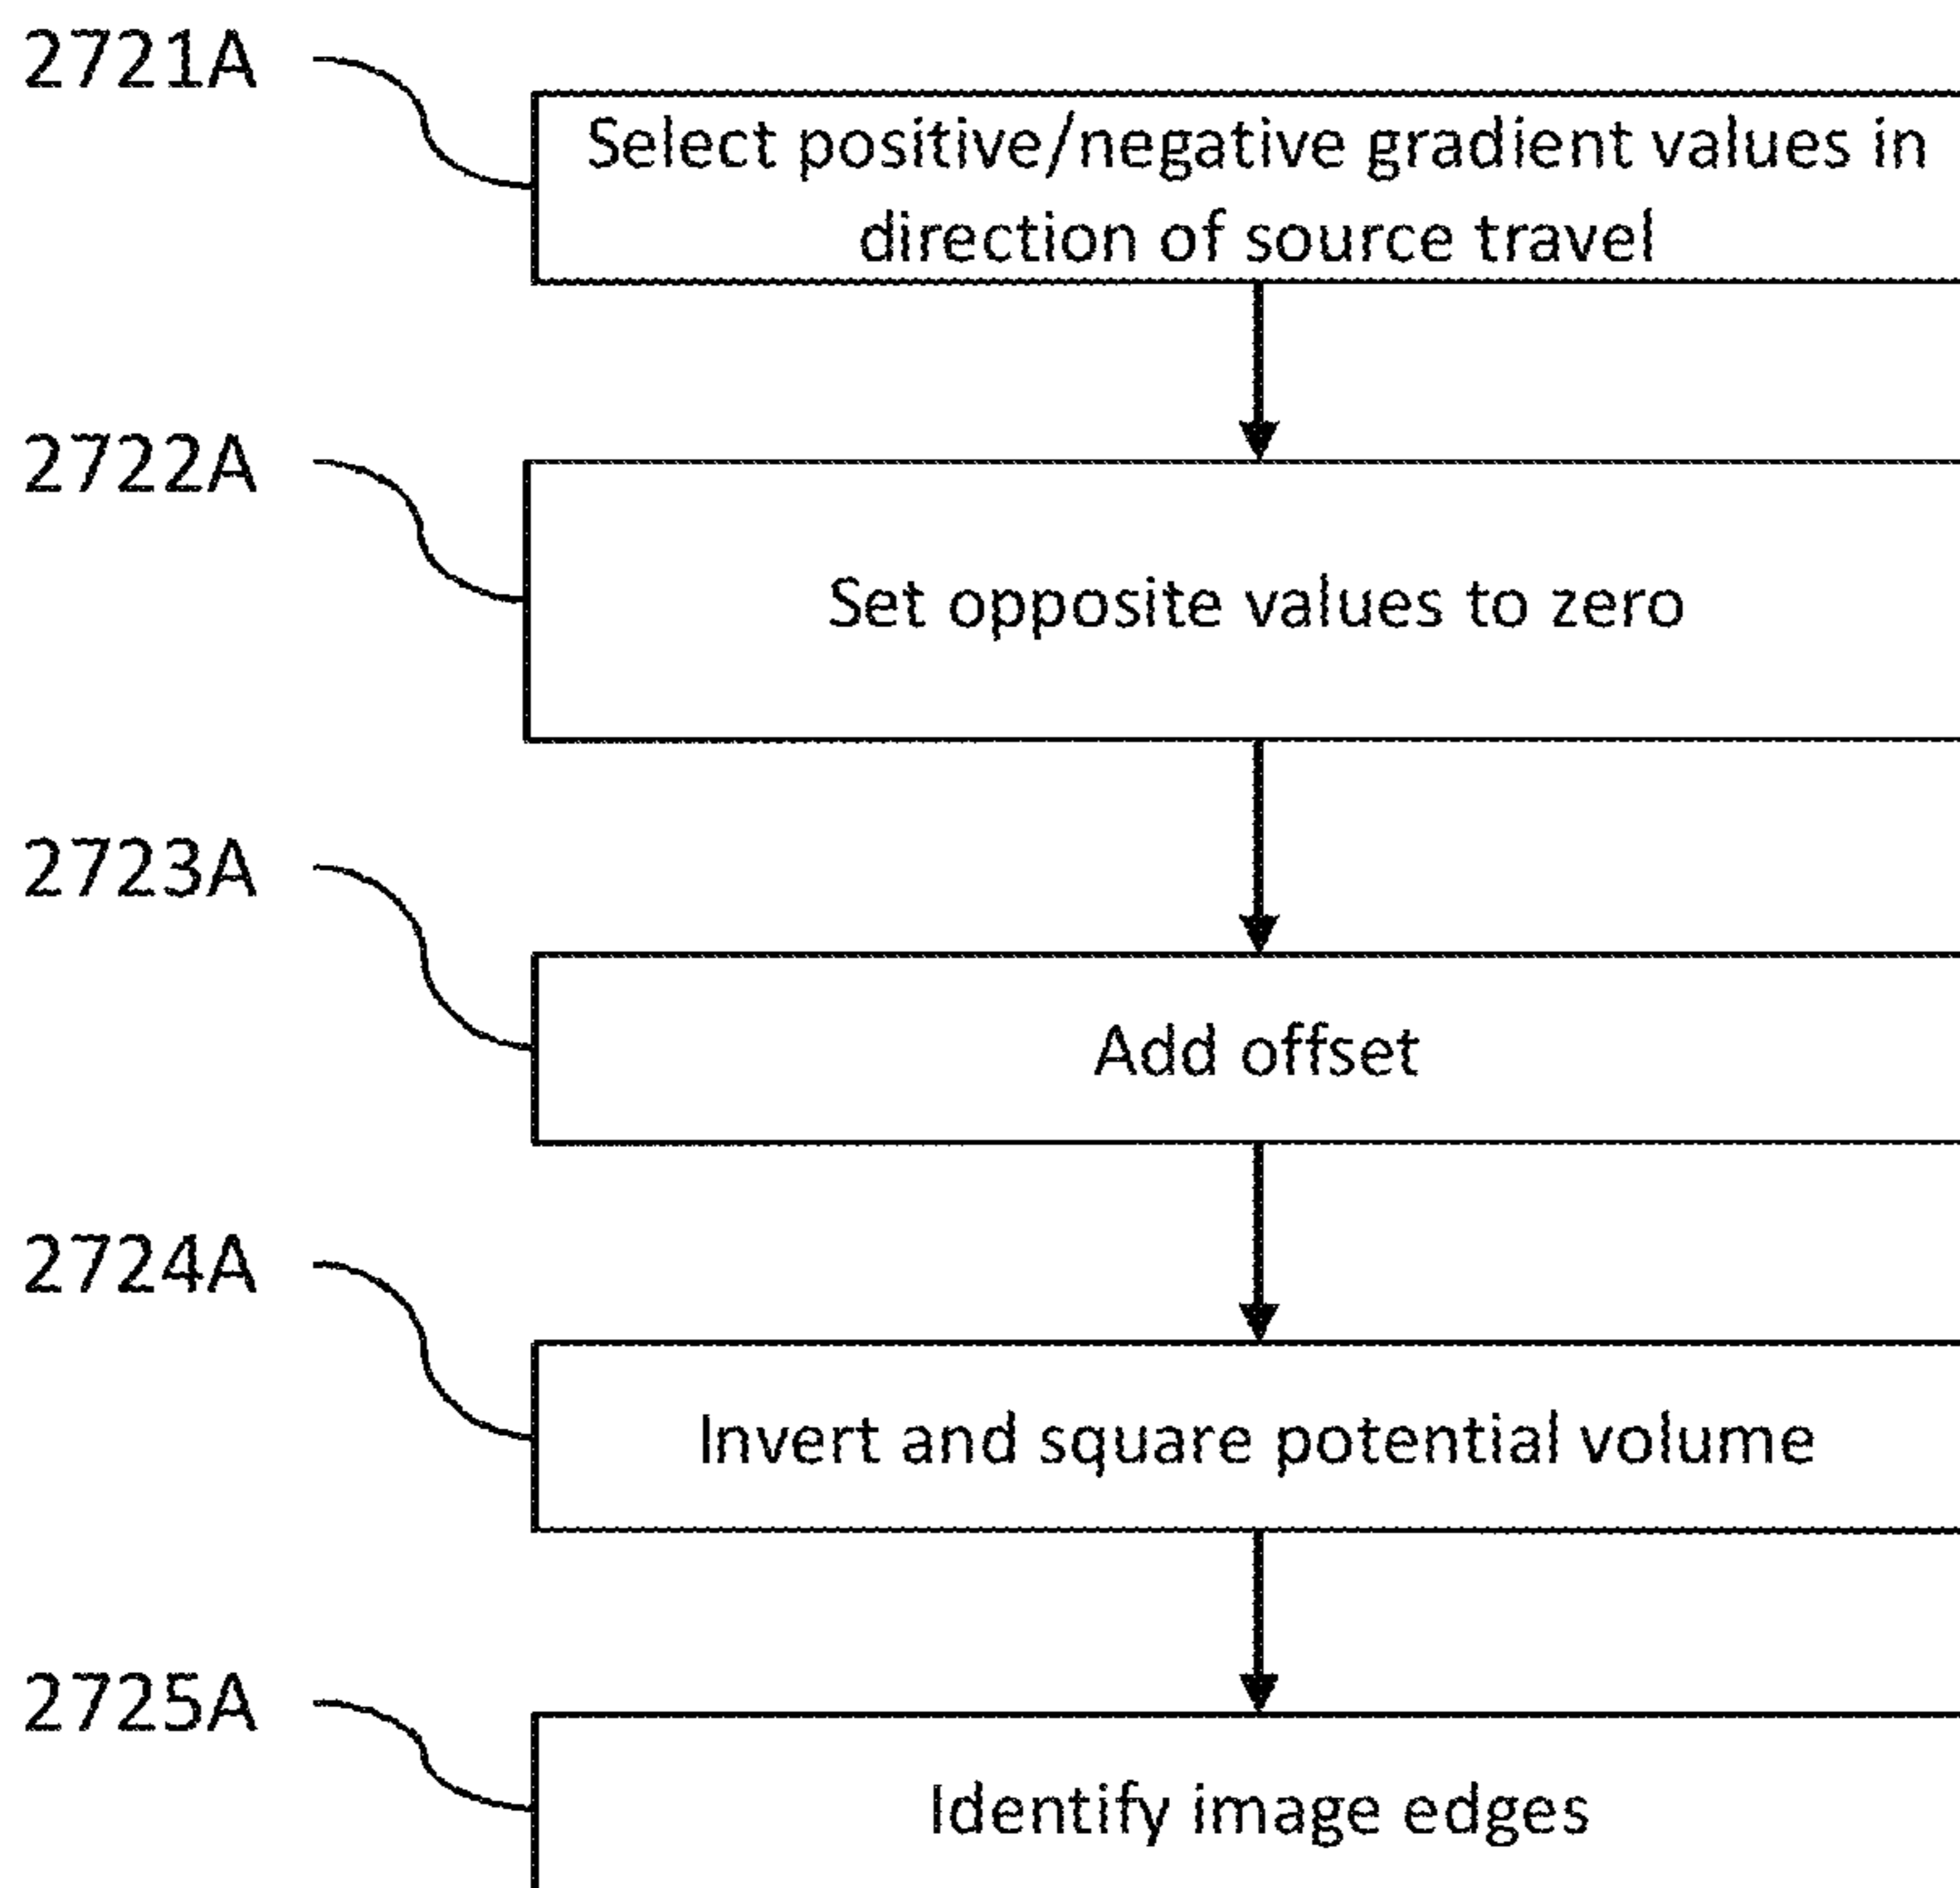 2721A
Select positive/negative gradient values in
direction of source travel
2722A
Set opposite values to zero
2723A
Add offset
2724A
Invert and square potential volume
2725A
Identify image edges